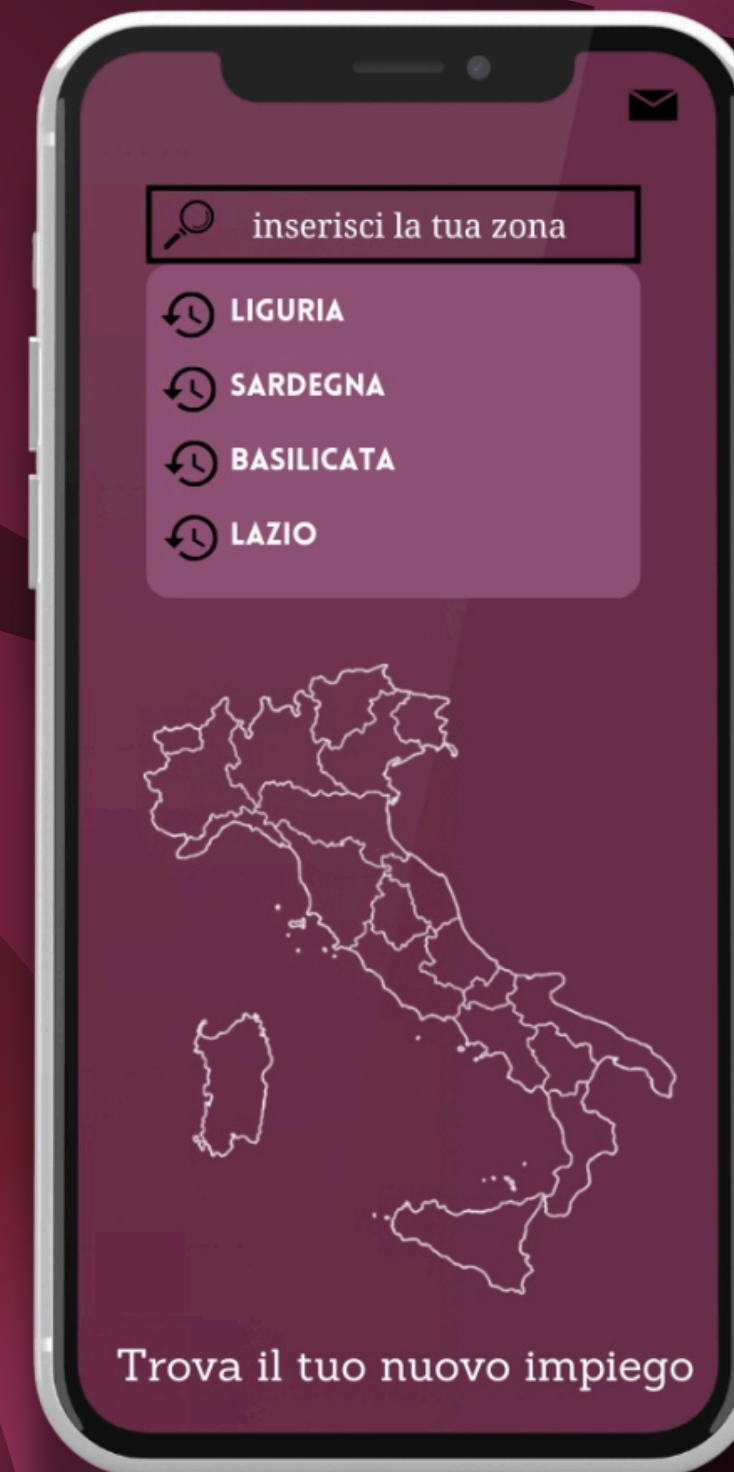 inserisci la tua zona
LIGURIA
SARDEGNA
BASILICATA
LAZIO
Trova il tuo nuovo impiego